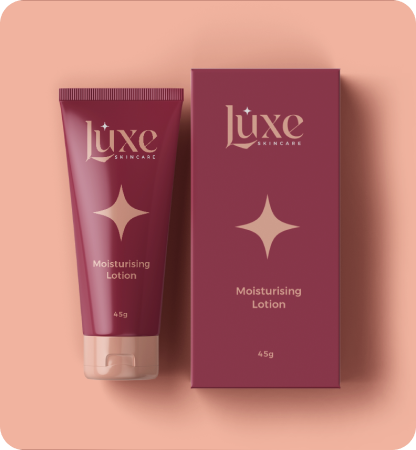 Luxe
SKINCARE
Moisturising
Lotion
45g
Luxe
SKINCARE
Moisturising
Lotion
45g